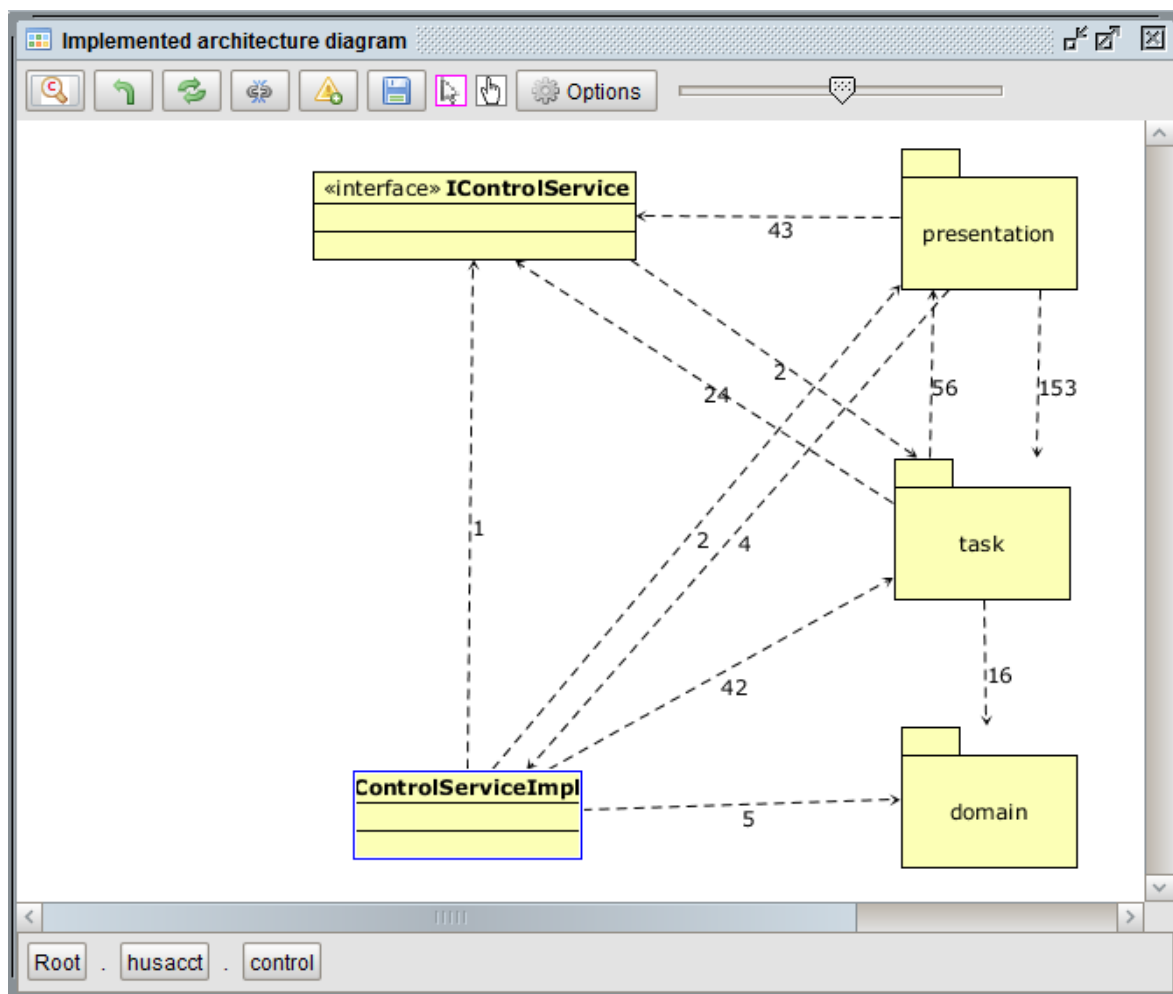 Implemented architecture diagram
Options
«interface» IControlService
presentation
43
2
24
56
153
1
2
4
task
42
16
ControlServiceImpl
5
domain
Root . husacct . control